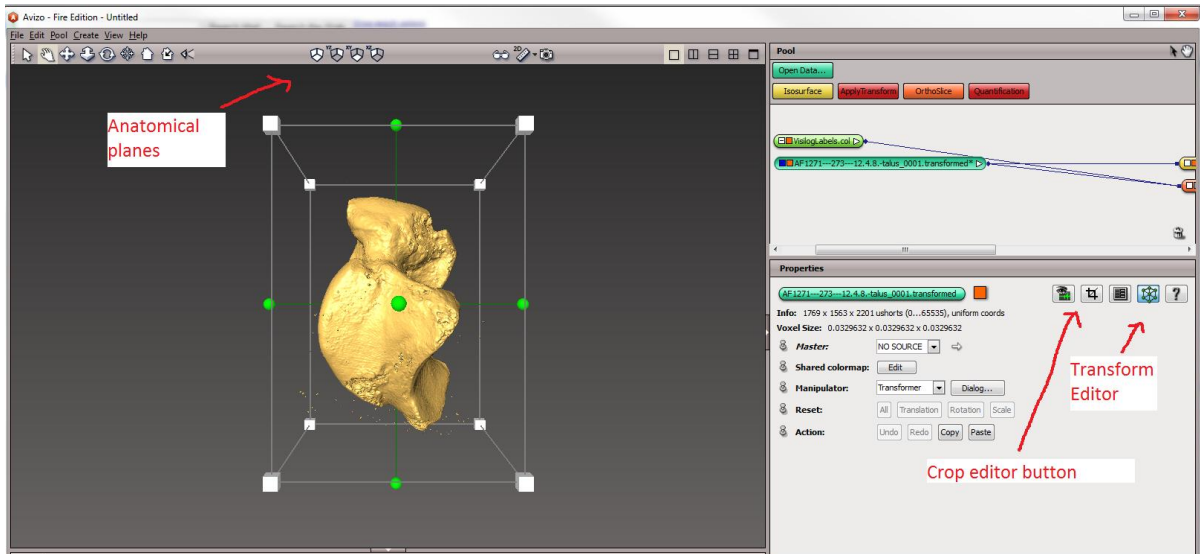 Avizo - Fire Edition - Untitled
File Edit Pool Create View Help
YZ XY XZ 2D
Pool
Open Data...
Isosurface ApplyTransform OrthoSlice Quantification
VisilogLabels.col
AF1271---273---12.4.8.-talus_0001.transformed*
Anatomical
planes
Properties
AF1271---273---12.4.8.-talus_0001.transformed
Info: 1769 x 1563 x 2201 ushorts (0...65535), uniform coords
Voxel Size: 0.0329632 x 0.0329632 x 0.0329632
Master: NO SOURCE
Shared colormap: Edit
Manipulator: Transformer Dialog...
Reset: All Translation Rotation Scale
Action: Undo Redo Copy Paste
?
Transform
Editor
Crop editor button